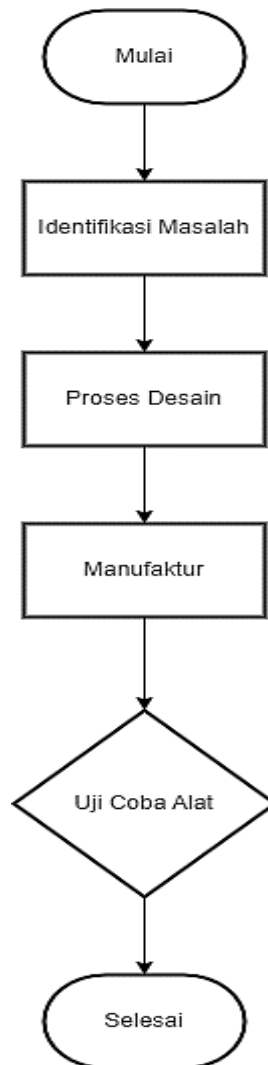 Mulai
Identifikasi Masalah
Proses Desain
Manufaktur
Uji Coba Alat
Selesai